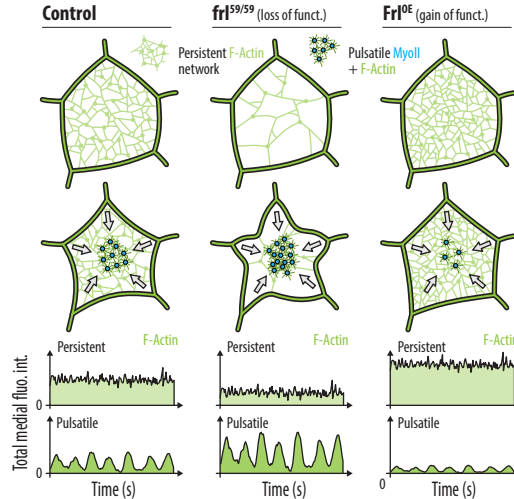 Control
frl59/59 (loss of funct.)
FrlOE (gain of funct.)
Persistent F-Actin
network
Pulsatile MyoII
+ F-Actin
Total medial fluo. int.
Persistent
F-Actin
0
Pulsatile
0
Time (s)
Persistent
F-Actin
Pulsatile
Time (s)
Persistent
F-Actin
Pulsatile
0
Time (s)